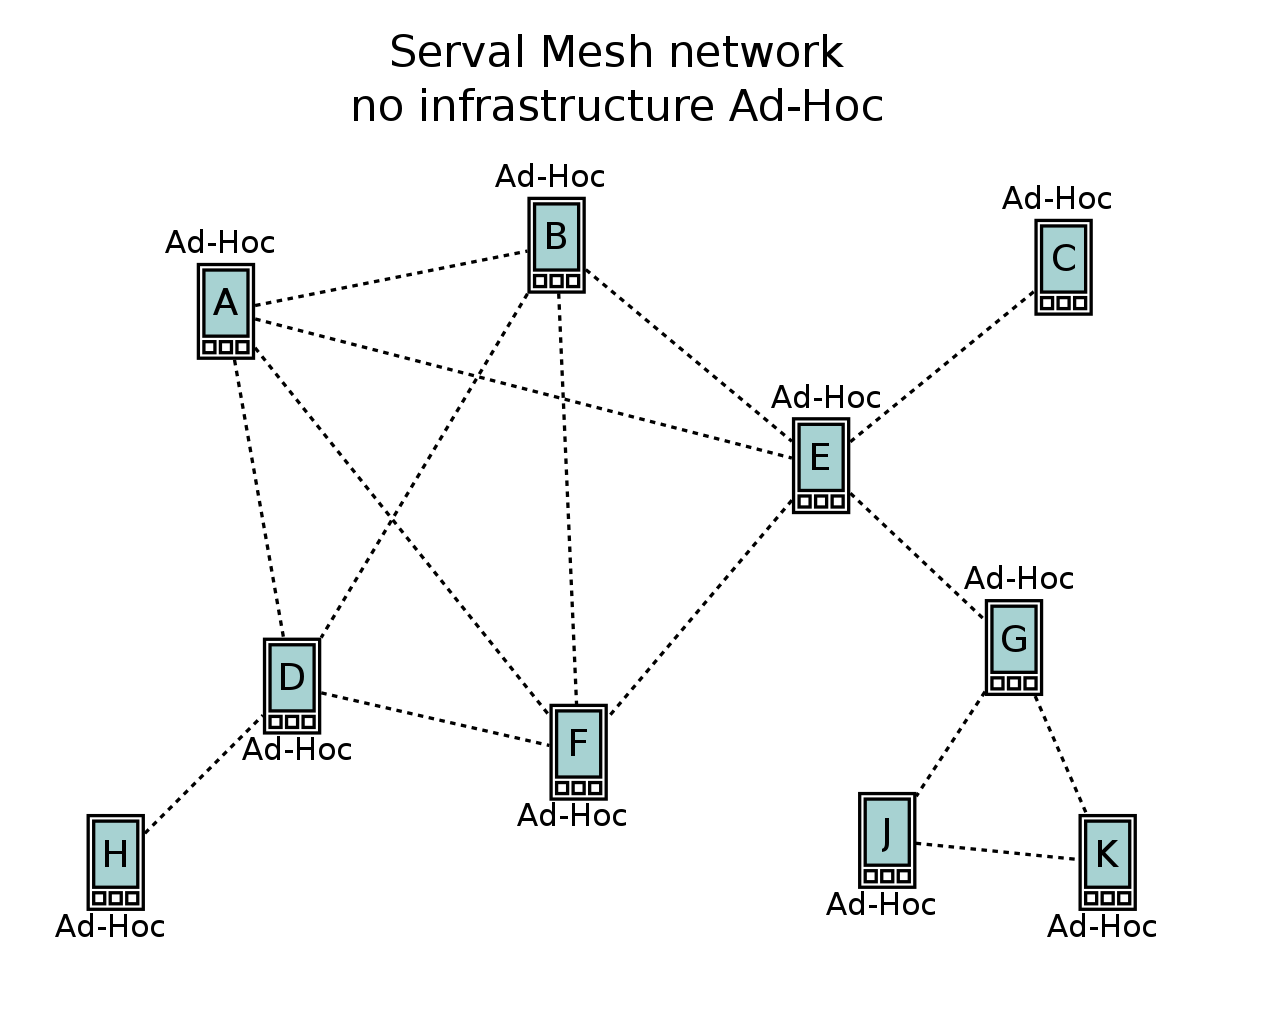 Serval Mesh network
no infrastructure Ad-Hoc
Ad-Hoc
B
Ad-Hoc
C
Ad-Hoc
A
Ad-Hoc
E
Ad-Hoc
G
D
Ad-Hoc
F
Ad-Hoc
J
Ad-Hoc
H
Ad-Hoc
K
Ad-Hoc